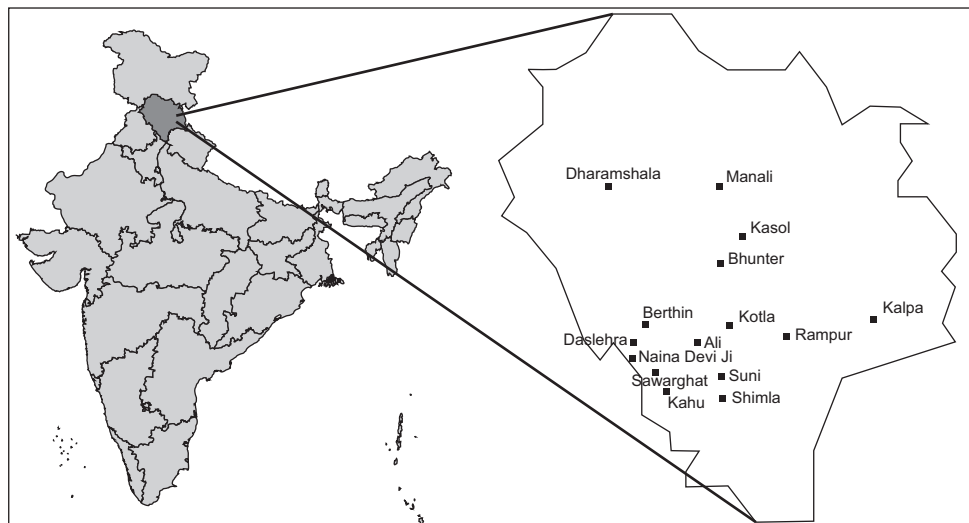 Dharamshala
Manali
Kasol
Bhunter
Berthin
Kotla
Kalpa
Daslehra
Ali
Rampur
Naina Devi Ji
Sawarghat
Suni
Kahu
Shimla